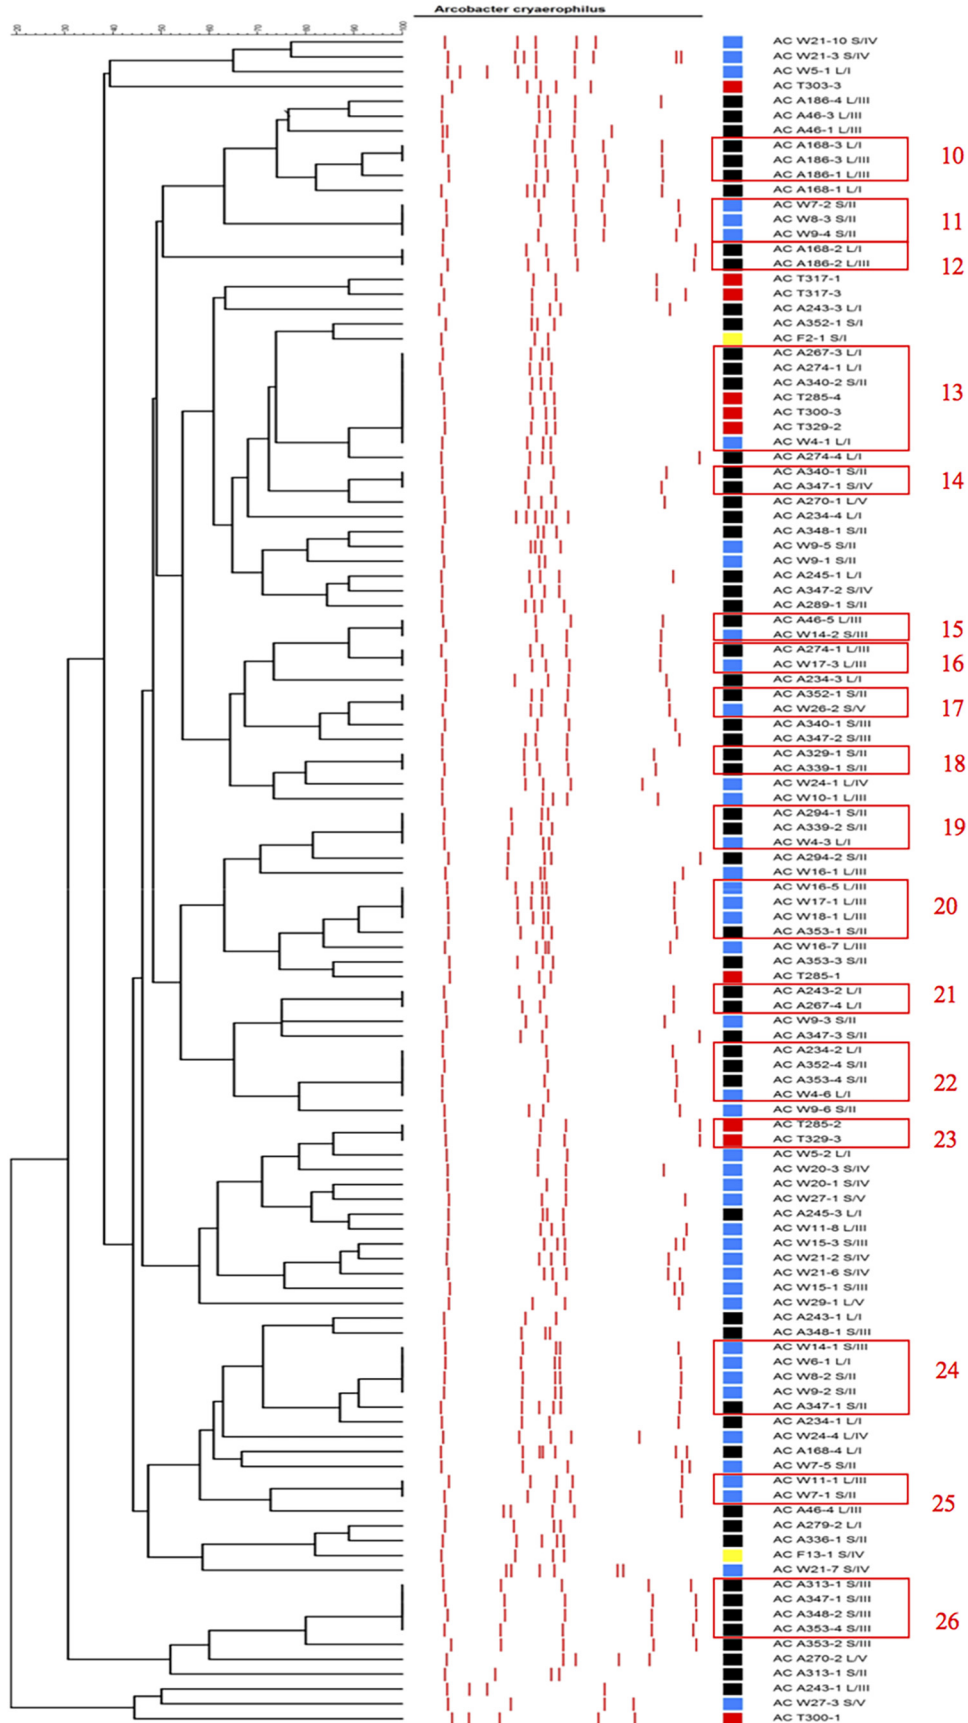 Arcobacter cryaerophilus
20 30 40 50 60 70 80 90 100
AC W21-10 S/IV
AC W21-3 S/IV
AC W5-1 L/I
AC T303-3
AC A186-4 L/III
AC A46-3 L/III
AC A46-1 L/III
AC A168-3 L/I
10
AC A186-3 L/III
AC A186-1 L/III
AC A168-1 L/I
AC W7-2 S/II
AC W8-3 S/II
11
AC W9-4 S/II
AC A168-2 L/I
AC A186-2 L/III
12
AC T317-1
AC T317-3
AC A243-3 L/I
AC A352-1 S/I
AC F2-1 S/I
AC A267-3 L/I
AC A274-1 L/I
AC A340-2 S/II
13
AC T285-4
AC T300-3
AC T329-2
AC W4-1 L/I
AC A274-4 L/I
AC A340-1 S/II
14
AC A347-1 S/IV
AC A270-1 L/V
AC A234-4 L/I
AC A348-1 S/II
AC W9-5 S/II
AC W9-1 S/II
AC A245-1 L/I
AC A347-2 S/IV
AC A289-1 S/II
AC A46-5 L/III
15
AC W14-2 S/III
AC A274-1 L/III
AC W17-3 L/III
16
AC A234-3 L/I
AC A352-1 S/II
AC W26-2 S/V
17
AC A340-1 S/III
AC A347-2 S/III
AC A329-1 S/II
18
AC A339-1 S/II
AC W24-1 L/IV
AC W10-1 L/III
AC A294-1 S/II
AC A339-2 S/II
19
AC W4-3 L/I
AC A294-2 S/II
AC W16-1 L/III
AC W16-5 L/III
AC W17-1 L/III
20
AC W18-1 L/III
AC A353-1 S/II
AC W16-7 L/III
AC A353-3 S/II
AC T285-1
AC A243-2 L/I
21
AC A267-4 L/I
AC W9-3 S/II
AC A347-3 S/II
AC A234-2 L/I
AC A352-4 S/II
AC A353-4 S/II
22
AC W4-6 L/I
AC W9-6 S/II
AC T285-2
AC T329-3
23
AC W5-2 L/I
AC W20-3 S/IV
AC W20-1 S/IV
AC W27-1 S/V
AC A245-3 L/I
AC W11-8 L/III
AC W15-3 S/III
AC W21-2 S/IV
AC W21-6 S/IV
AC W15-1 S/III
AC W29-1 L/V
AC A243-1 L/I
AC A348-1 S/III
AC W14-1 S/III
AC W6-1 L/I
24
AC W8-2 S/II
AC W9-2 S/II
AC A347-1 S/II
AC A234-1 L/I
AC W24-4 L/IV
AC A168-4 L/I
AC W7-5 S/II
AC W11-1 L/III
AC W7-1 S/II
25
AC A46-4 L/III
AC A279-2 L/I
AC A336-1 S/II
AC F13-1 S/IV
AC W21-7 S/IV
AC A313-1 S/III
AC A347-1 S/III
AC A348-2 S/III
26
AC A353-4 S/III
AC A353-2 S/III
AC A270-2 L/V
AC A313-1 S/II
AC A243-1 L/III
AC W27-3 S/V
AC T300-1